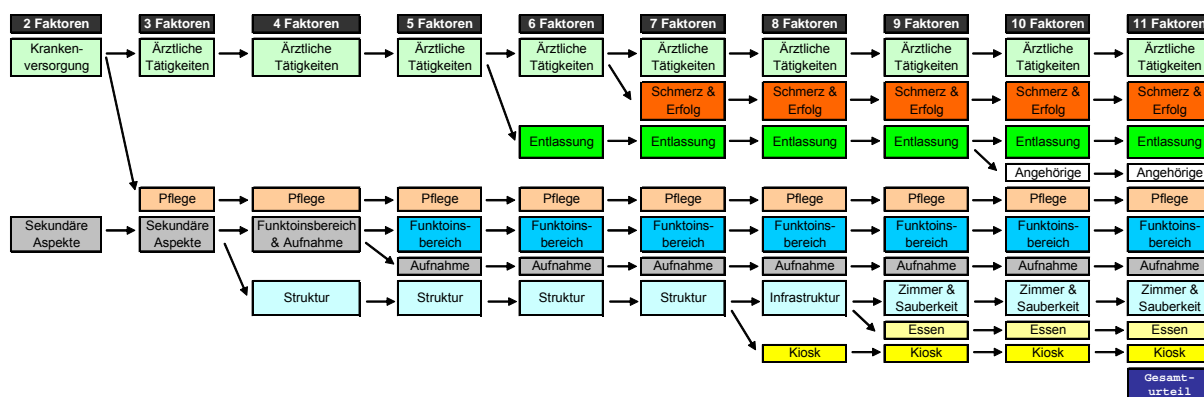 2 Faktoren 3 Faktoren 4 Faktoren 5 Faktoren 6 Faktoren 7 Faktoren 8 Faktoren 9 Faktoren 10 Faktoren 11 Faktoren
Kranken- Ärztliche Ärztliche Ärztliche Ärztliche Ärztliche Ärztliche Ärztliche Ärztliche Ärztliche
versorgung Tätigkeiten Tätigkeiten Tätigkeiten Tätigkeiten Tätigkeiten Tätigkeiten Tätigkeiten Tätigkeiten Tätigkeiten
Schmerz & Schmerz & Schmerz & Schmerz & Schmerz &
Erfolg Erfolg Erfolg Erfolg Erfolg
Entlassung Entlassung Entlassung Entlassung Entlassung Entlassung
Angehörige Angehörige
Pflege Pflege Pflege Pflege Pflege Pflege Pflege Pflege Pflege
Sekundäre Sekundäre Funktoinsbereich Funktoins- Funktoins- Funktoins- Funktoins- Funktoins- Funktoins- Funktoins-
Aspekte Aspekte & Aufnahme bereich bereich bereich bereich bereich bereich bereich
Aufnahme Aufnahme Aufnahme Aufnahme Aufnahme Aufnahme Aufnahme
Struktur Struktur Struktur Struktur Infrastruktur Zimmer & Zimmer & Zimmer &
Sauberkeit Sauberkeit Sauberkeit
Essen Essen Essen
Kiosk Kiosk Kiosk Kiosk
Gesamt-
urteil